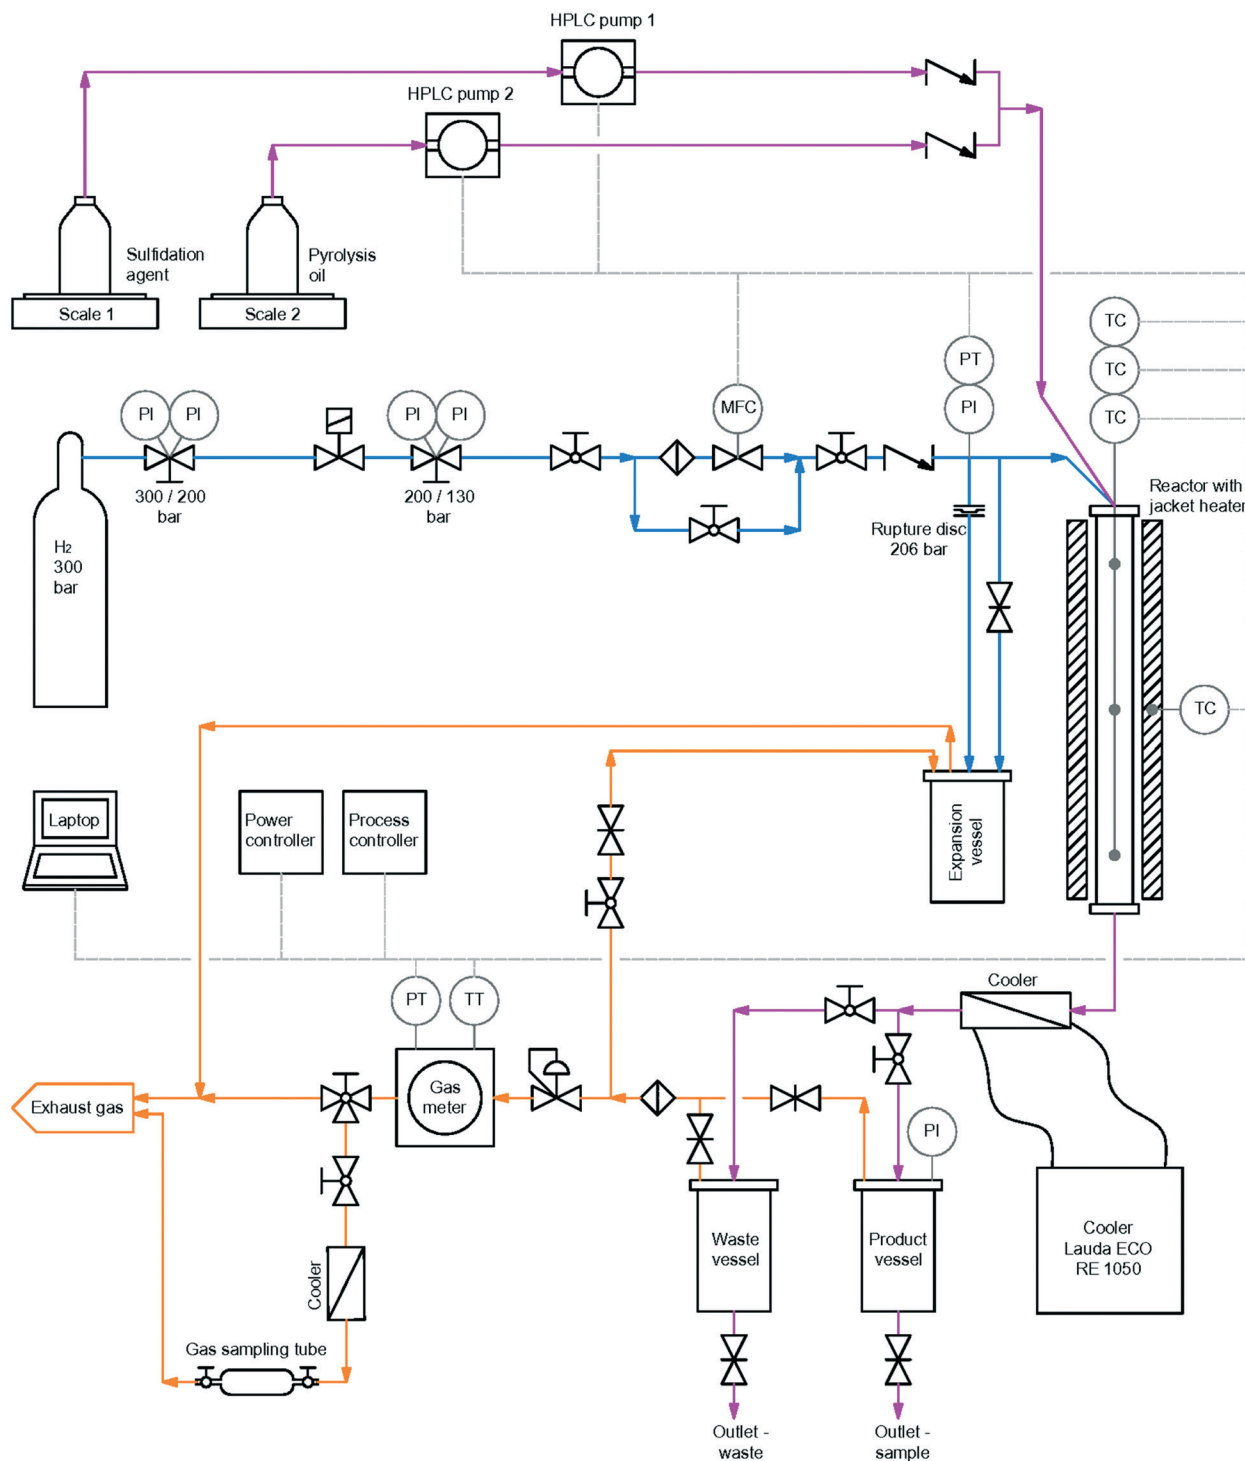 HPLC pump 1
HPLC pump 2
Sulfidation
agent
Pyrolysis
oil
Scale 1
Scale 2
TC
TC
TC
PT
PI
MFC
PI
PI
PI
PI
300 / 200
bar
200 / 130
bar
H2
300
bar
Rupture disc
206 bar
Reactor with
jacket heater
TC
Laptop
Power
controller
Process
controller
Expansion
vessel
PT
TT
Cooler
Gas
meter
Exhaust gas
PI
Waste
vessel
Product
vessel
Cooler
Lauda ECO
RE 1050
Cooler
Gas sampling tube
Outlet -
waste
Outlet -
sample